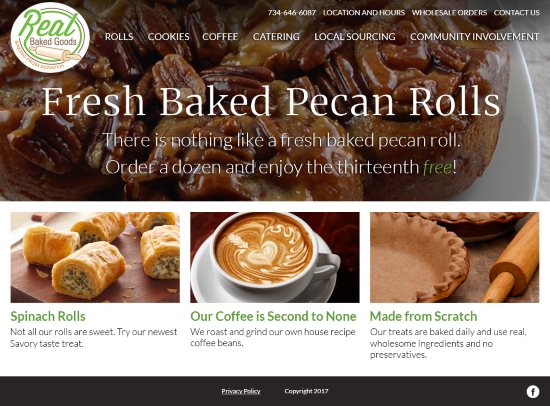 734-646-6087 LOCATION AND HOURS WHOLESALE ORDERS CONTACT US
Real
Baked Goods
BAKED FROM SCRATCH
ROLLS COOKIES COFFEE CATERING LOCAL SOURCING COMMUNITY INVOLVEMENT
Fresh Baked Pecan Rolls
There is nothing like a fresh baked pecan roll.
Order a dozen and enjoy the thirteenth free!
Spinach Rolls
Not all our rolls are sweet. Try our newest
Savory taste treat.
Our Coffee is Second to None
We roast and grind our own house recipe
coffee beans.
Made from Scratch
Our treats are baked daily and use real,
wholesome ingredients and no
preservatives.
Privacy Policy Copyright 2017